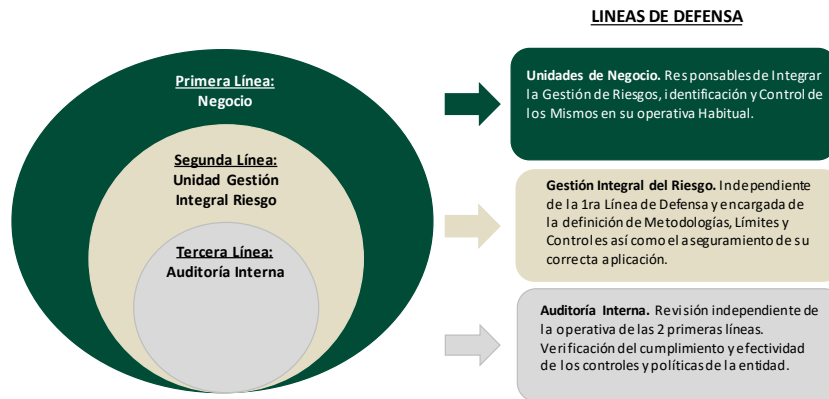 LINEAS DE DEFENSA
Primera Línea:
Negocio
Unidades de Negocio. Responsables de Integrar
la Gestión de Riesgos, identificación y Control de
los Mismos en su operativa Habitual.
Segunda Línea:
Unidad Gestión
Integral Riesgo
Gestión Integral del Riesgo. Independiente
de la 1ra Línea de Defensa y encargada de
la definición de Metodologías, Límites y
Controles así como el aseguramiento de su
correcta aplicación.
Tercera Línea:
Auditoría Interna
Auditoría Interna. Revisión independiente de
la operativa de las 2 primeras líneas.
Verificación del cumplimiento y efectividad
de los controles y políticas de la entidad.